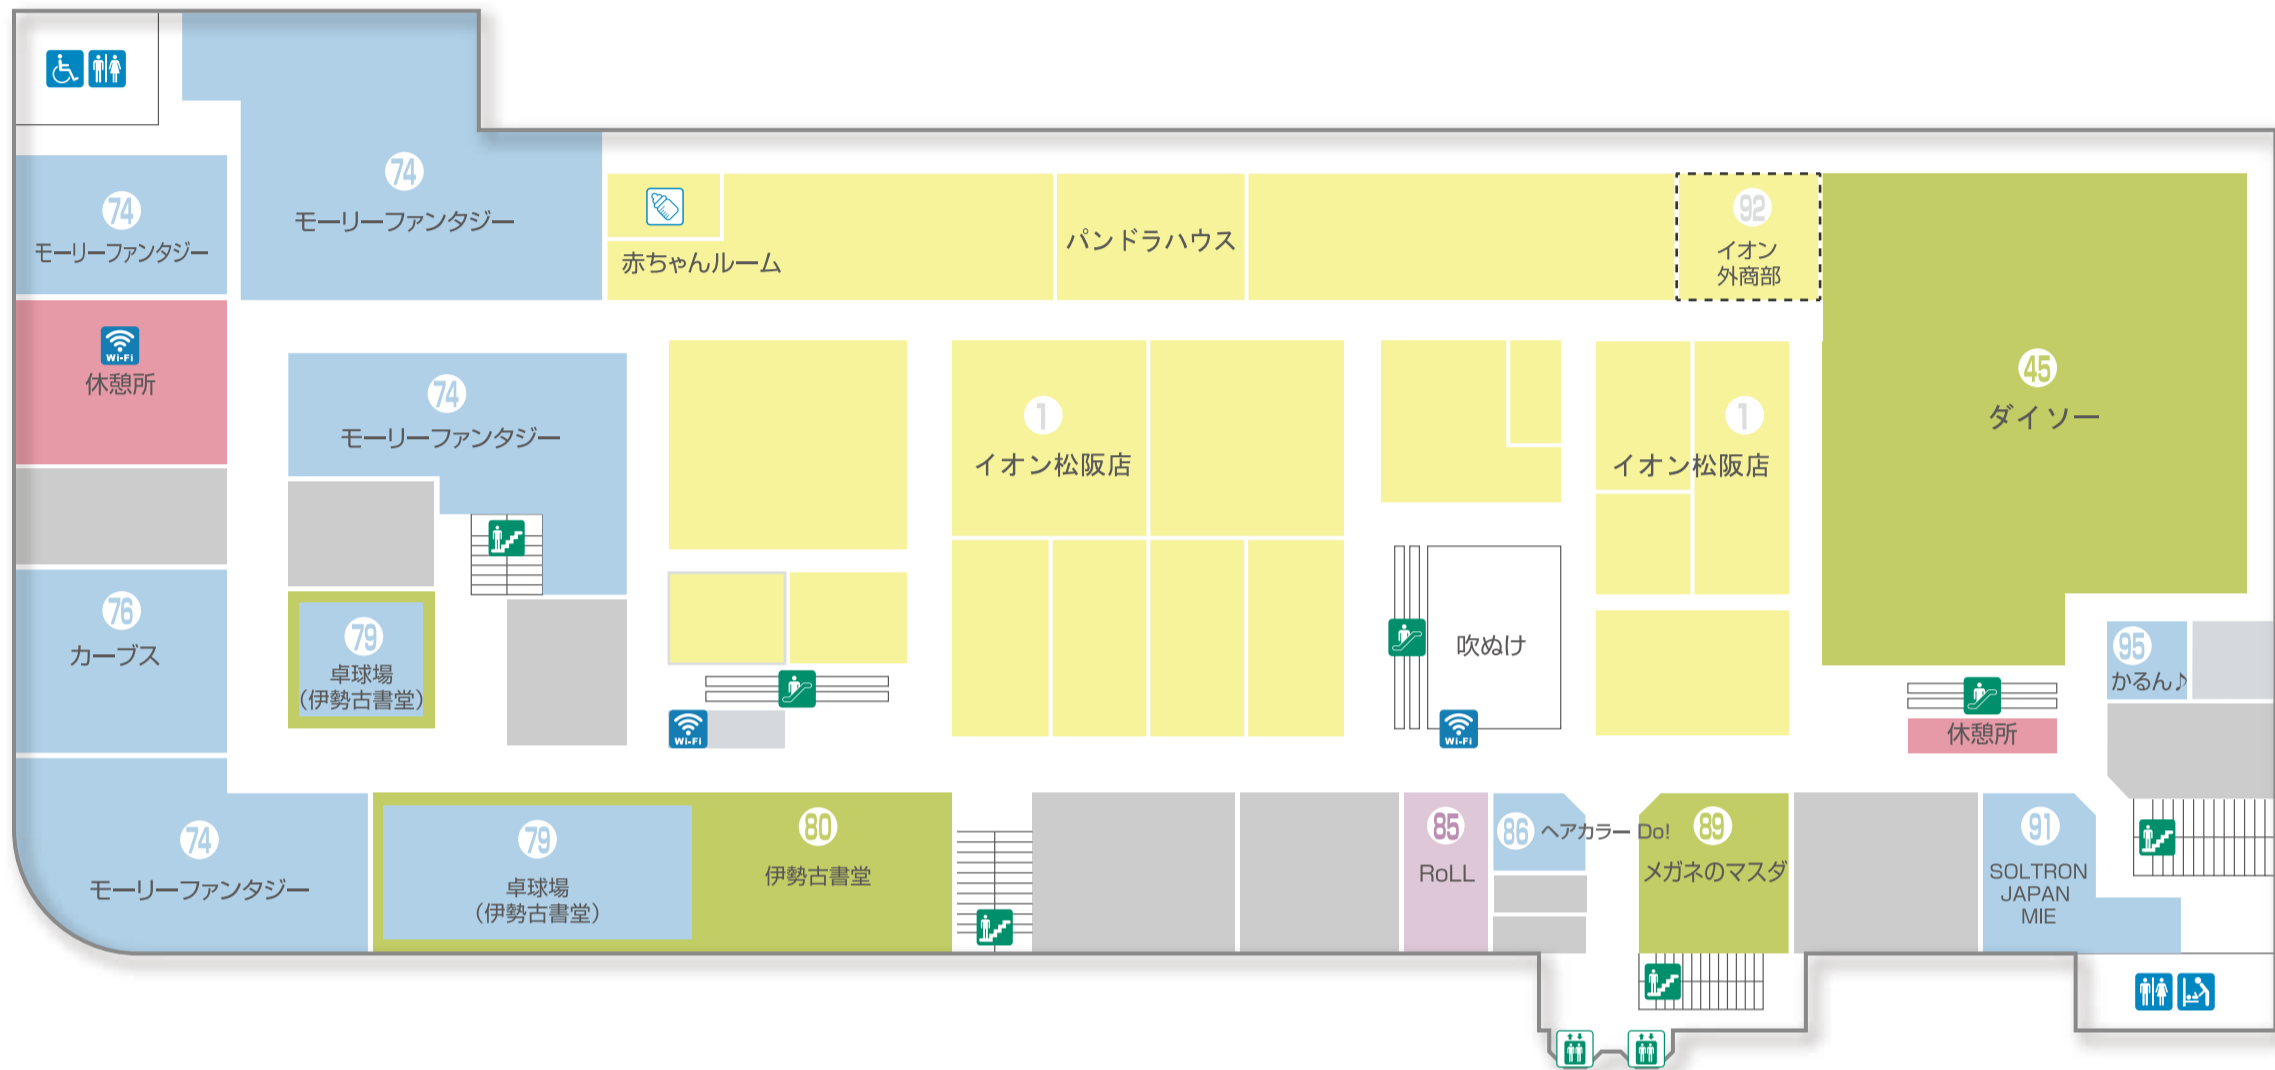 74
モーリーファンタジー
74
モーリーファンタジー
赤ちゃんルーム
パンドラハウス
92
イオン
外商部
Wi-Fi
休憩所
74
モーリーファンタジー
1
イオン松阪店
1
イオン松阪店
45
ダイソー
76
カーブス
79
卓球場
（伊勢古書堂）
吹ぬけ
95
かるん♪
Wi-Fi
Wi-Fi
休憩所
74
モーリーファンタジー
79
卓球場
（伊勢古書堂）
80
伊勢古書堂
85
RoLL
86 ヘアカラー Do!
89
メガネのマスダ
91
SOLTRON
JAPAN
MIE